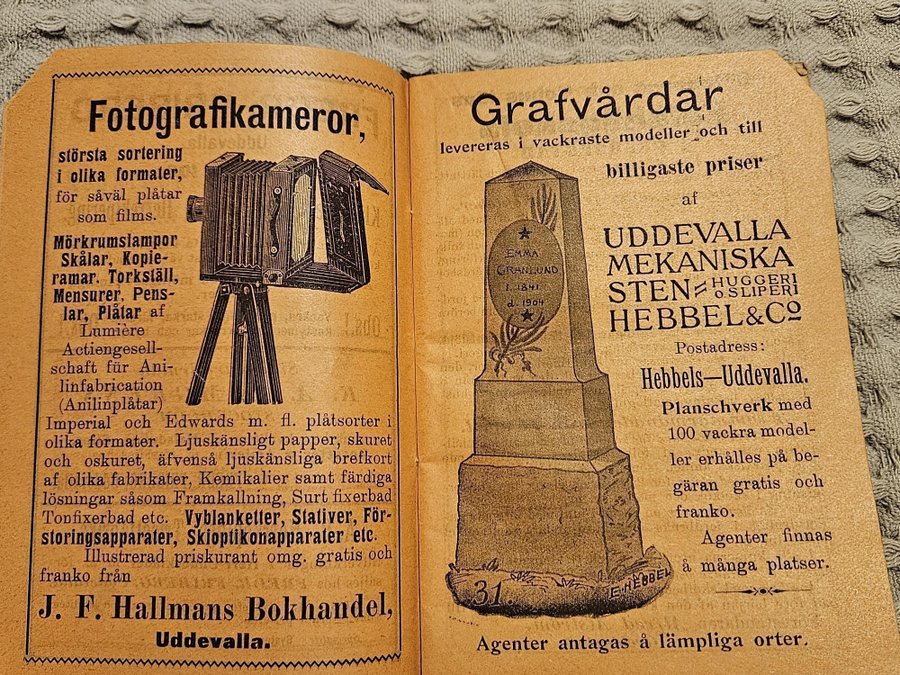 Fotografikameror,
största sortering
i olika formater,
för såväl plåtar
som films.
Mörkrumslampor
Skålar, Kopie-
ramar. Torkställ,
Mensurer, Pens-
lar, Plåtar af
Lumière
Actiengesell-
schaft für Ani-
linfabrication
(Anilinplåtar)
Imperial och Edwards m. fl. plåtsorter i
olika formater. Ljuskänsligt papper, skuret
och oskuret, äfvenså ljuskänsliga brefkort
af olika fabrikater, Kemikalier samt färdiga
lösningar såsom Framkallning, Surt fixerbad
Tonfixerbad etc. Vyblanketter, Stativer, För-
storingsapparater, Skioptikonapparater etc.
Illustrerad priskurant omg. gratis och
franko från
J. F. Hallmans Bokhandel,
Uddevalla.
Grafvårdar
levereras i vackraste modeller och till
billigaste priser
af
UDDEVALLA
MEKANISKA
STEN= HUGGERI
o. SLIPERI
HEBBEL & Co
Postadress:
Hebbels—Uddevalla.
Planschverk med
100 vackra model-
ler erhålles på be-
gäran gratis och
franko.
Agenter finnas
å många platser.
EMMA
GRANLUND
f. 1841
d. 1904
31.
E. HEBBEL
Agenter antagas å lämpliga orter.